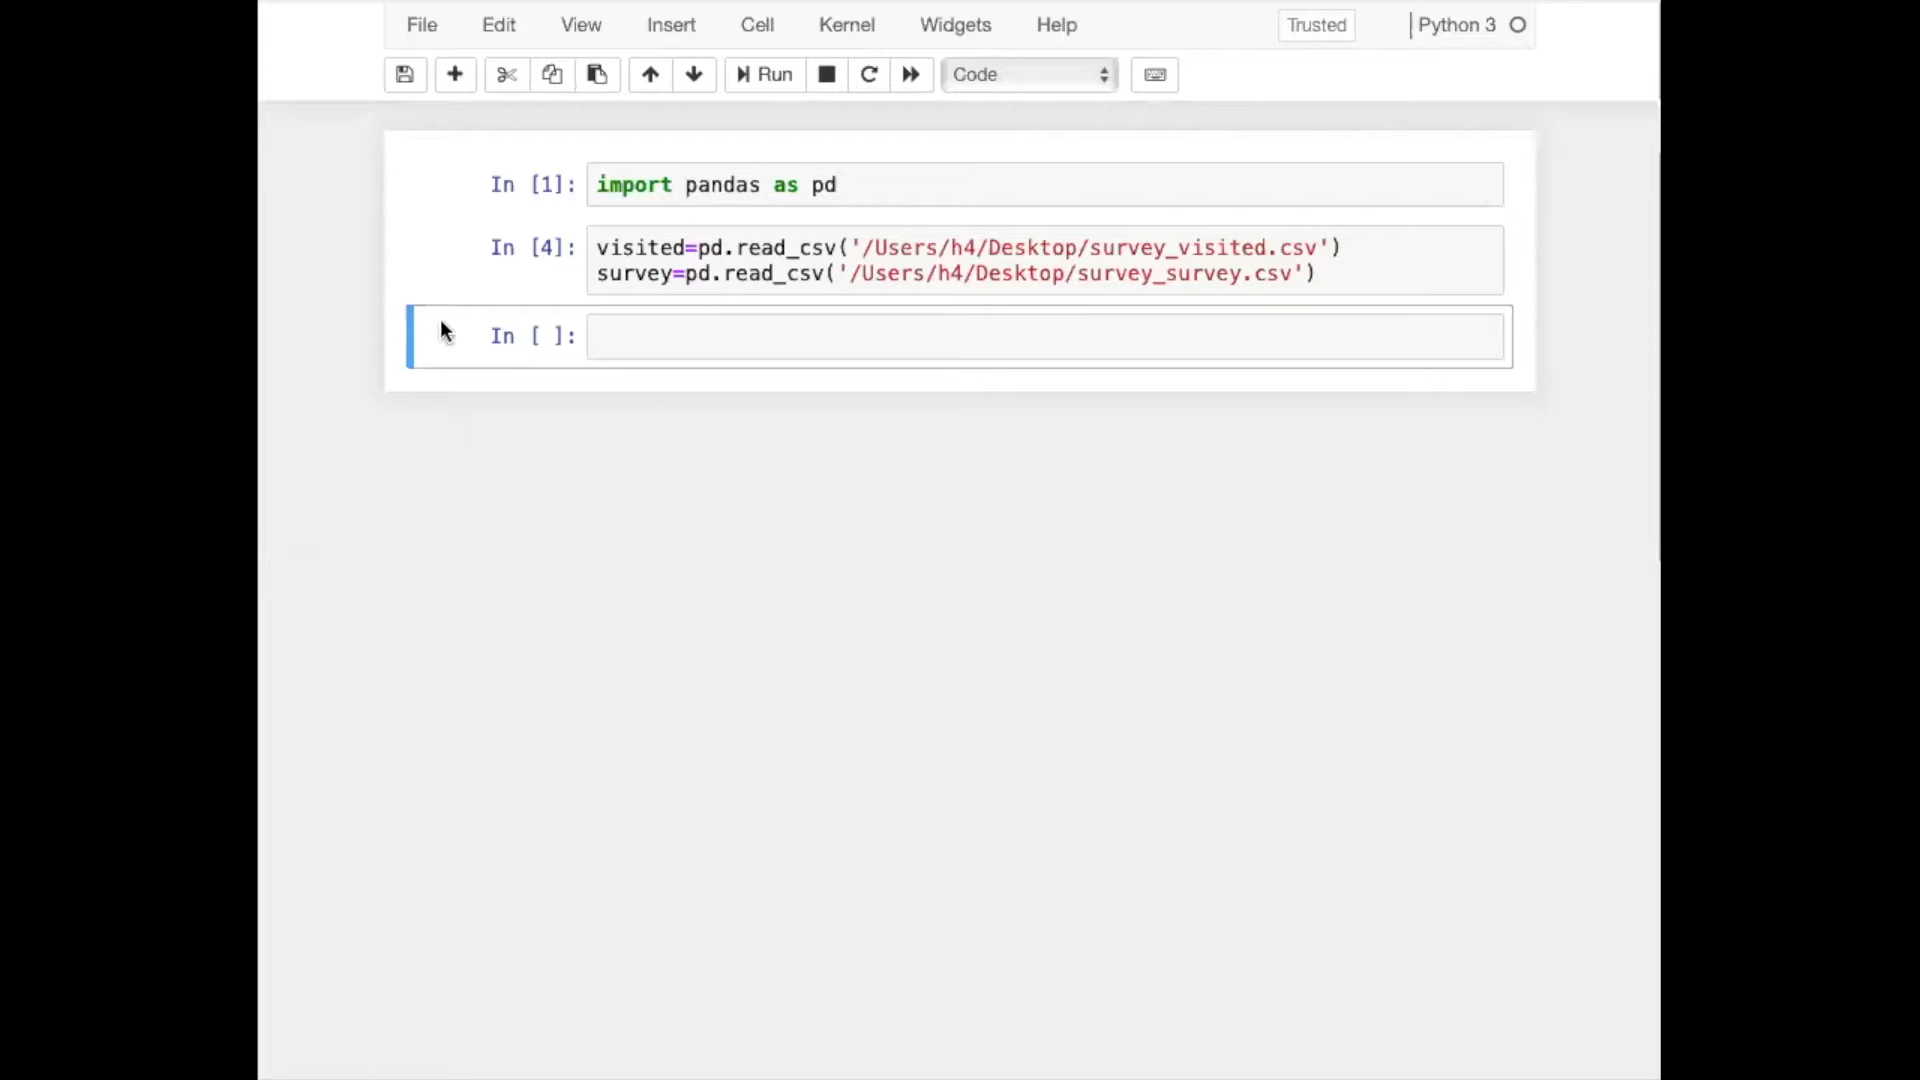 File Edit View Insert Cell Kernel Widgets Help Trusted Python 3
Run Code
In [1]: import pandas as pd
In [4]: visited=pd.read_csv('/Users/h4/Desktop/survey_visited.csv')
survey=pd.read_csv('/Users/h4/Desktop/survey_survey.csv')
In [ ]: